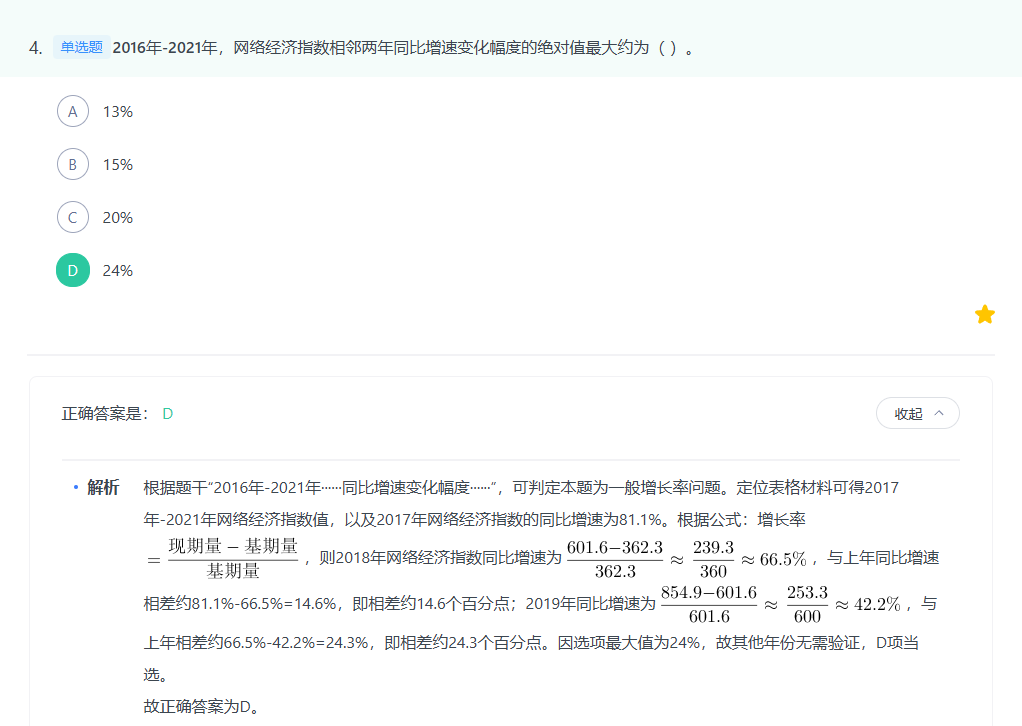 4. 单选题 2016年-2021年，网络经济指数相邻两年同比增速变化幅度的绝对值最大约为（ ）。
A 13%
B 15%
C 20%
D 24%
正确答案是： D
收起
· 解析 根据题干“2016年-2021年……同比增速变化幅度……”，可判定本题为一般增长率问题。定位表格材料可得2017
年-2021年网络经济指数值，以及2017年网络经济指数的同比增速为81.1%。根据公式：增长率
= (现期量 − 基期量)/基期量 ，则2018年网络经济指数同比增速为 (601.6−362.3)/362.3 ≈ 239.3/360 ≈ 66.5% ，与上年同比增速
相差约81.1%-66.5%=14.6%，即相差约14.6个百分点；2019年同比增速为 (854.9−601.6)/601.6 ≈ 253.3/600 ≈ 42.2% ，与
上年相差约66.5%-42.2%=24.3%，即相差约24.3个百分点。因选项最大值为24%，故其他年份无需验证，D项当
选。
故正确答案为D。